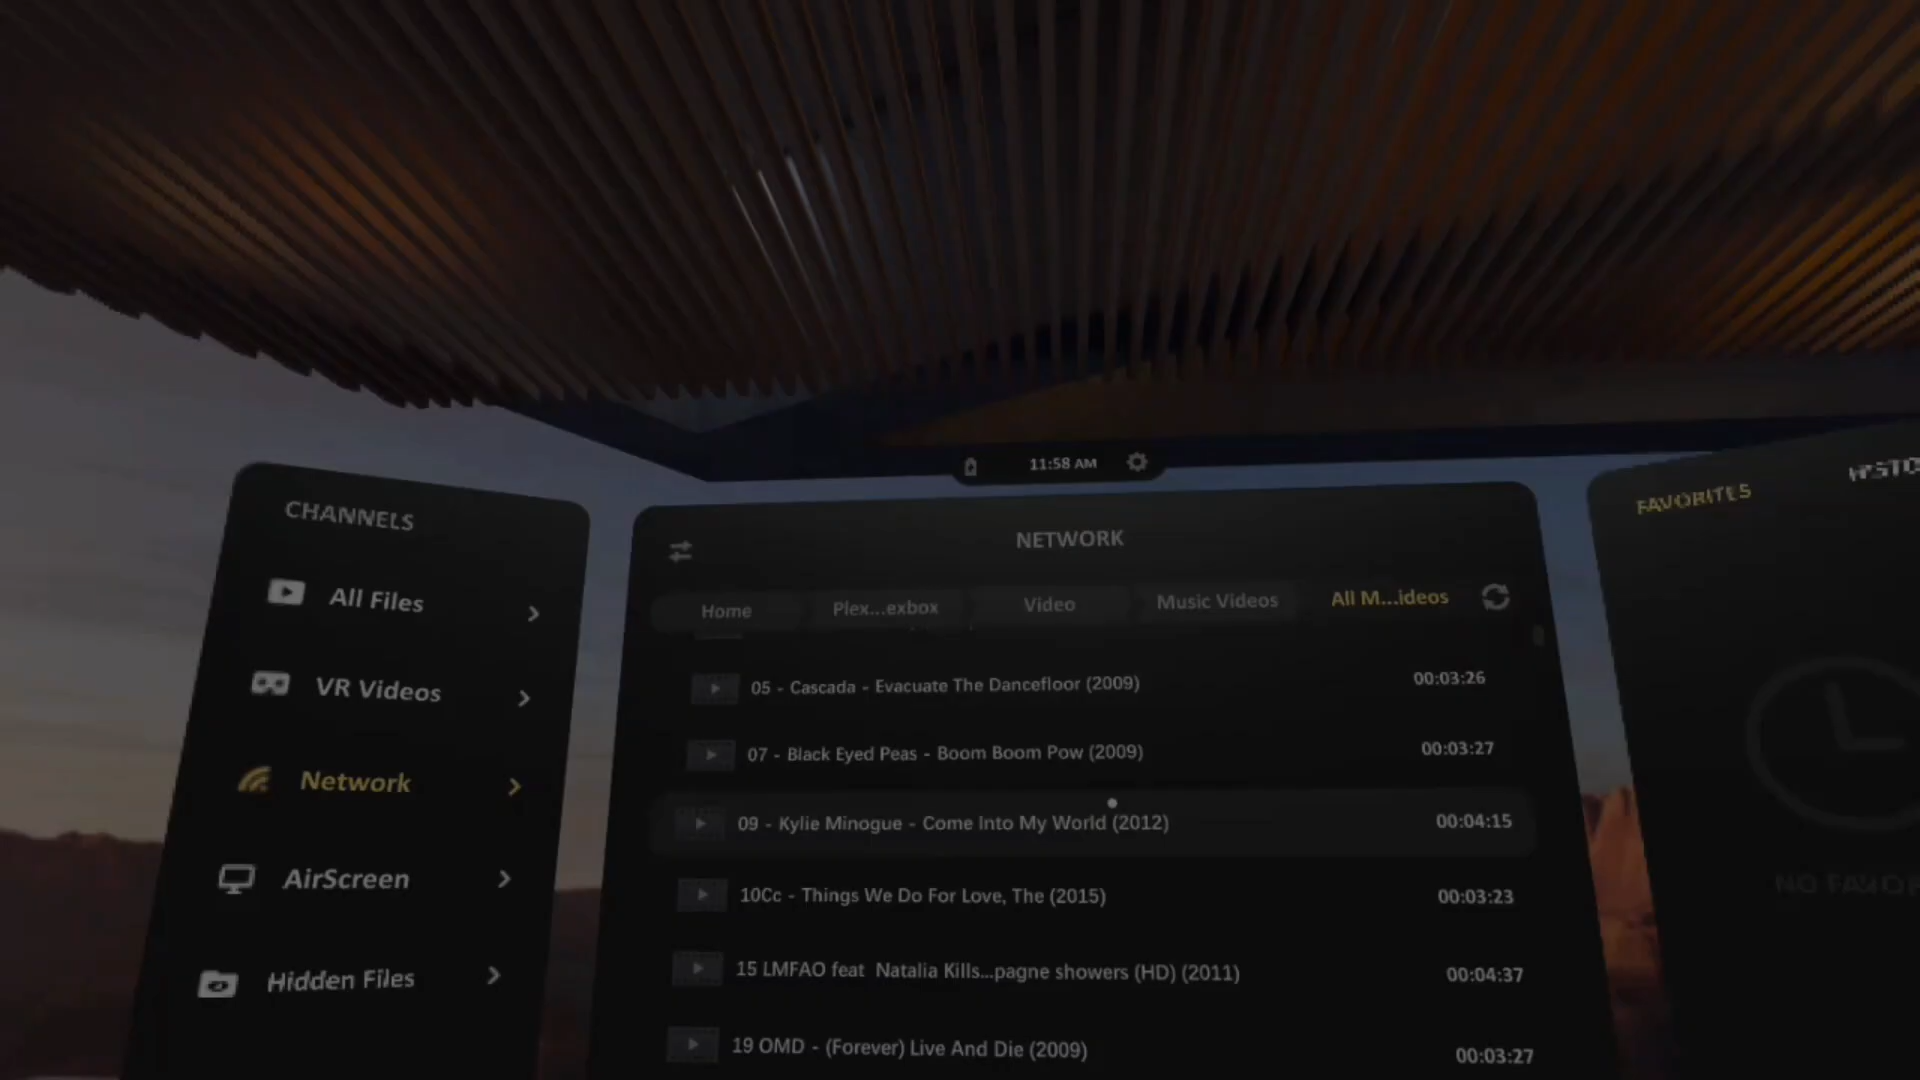 11:58 AM
CHANNELS
All Files
VR Videos
Network
AirScreen
Hidden Files
NETWORK
Home
Plex...exbox
Video
Music Videos
All M...ideos
05 - Cascada - Evacuate The Dancefloor (2009)
00:03:26
07 - Black Eyed Peas - Boom Boom Pow (2009)
00:03:27
09 - Kylie Minogue - Come Into My World (2012)
00:04:15
10Cc - Things We Do For Love, The (2015)
00:03:23
15 LMFAO feat  Natalia Kills...pagne showers (HD) (2011)
00:04:37
19 OMD - (Forever) Live And Die (2009)
00:03:27
FAVORITES
NO